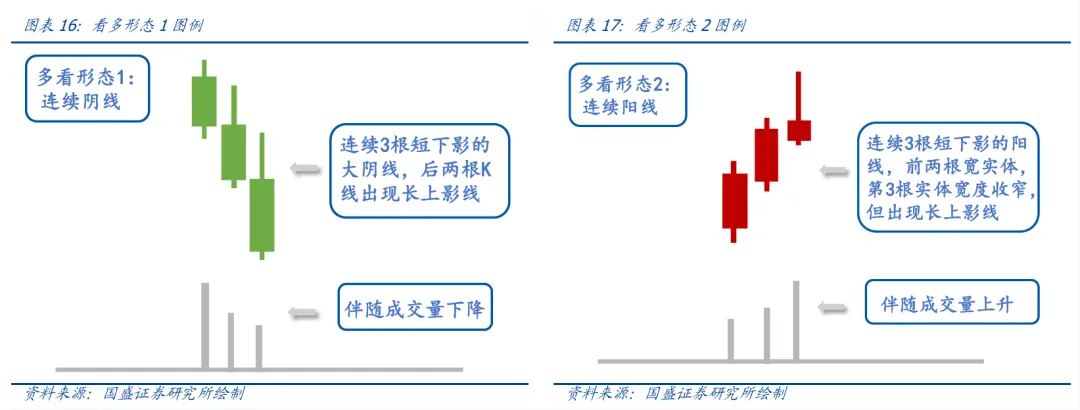 图表 16：看多形态 1 图例
多看形态1：
连续阴线
连续3根短下影的
大阴线，后两根K
线出现长上影线
伴随成交量下降
资料来源：国盛证券研究所绘制
图表 17：看多形态 2 图例
多看形态2：
连续阳线
连续3根短下影的阳
线，前两根宽实体，
第3根实体宽度收窄，
但出现长上影线
伴随成交量上升
资料来源：国盛证券研究所绘制